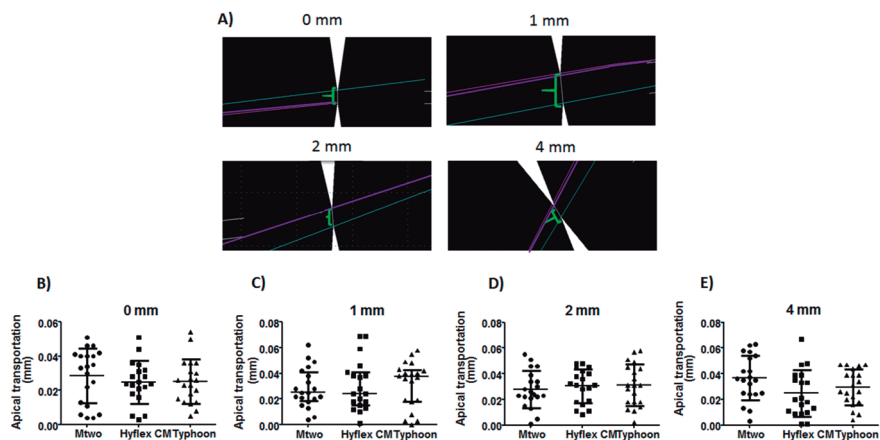 A)
0 mm
1 mm
2 mm
4 mm
B)
0 mm
Apical transportation
(mm)
0.06
0.04
0.02
0.00
Mtwo Hyflex CM Typhoon
C)
1 mm
Apical transportation
(mm)
0.08
0.06
0.04
0.02
0.00
Mtwo Hyflex CM Typhoon
D)
2 mm
Apical transportation
(mm)
0.08
0.06
0.04
0.02
0.00
Mtwo Hyflex CM Typhoon
E)
4 mm
Apical transportation
(mm)
0.08
0.06
0.04
0.02
0.00
Mtwo Hyflex CM Typhoon